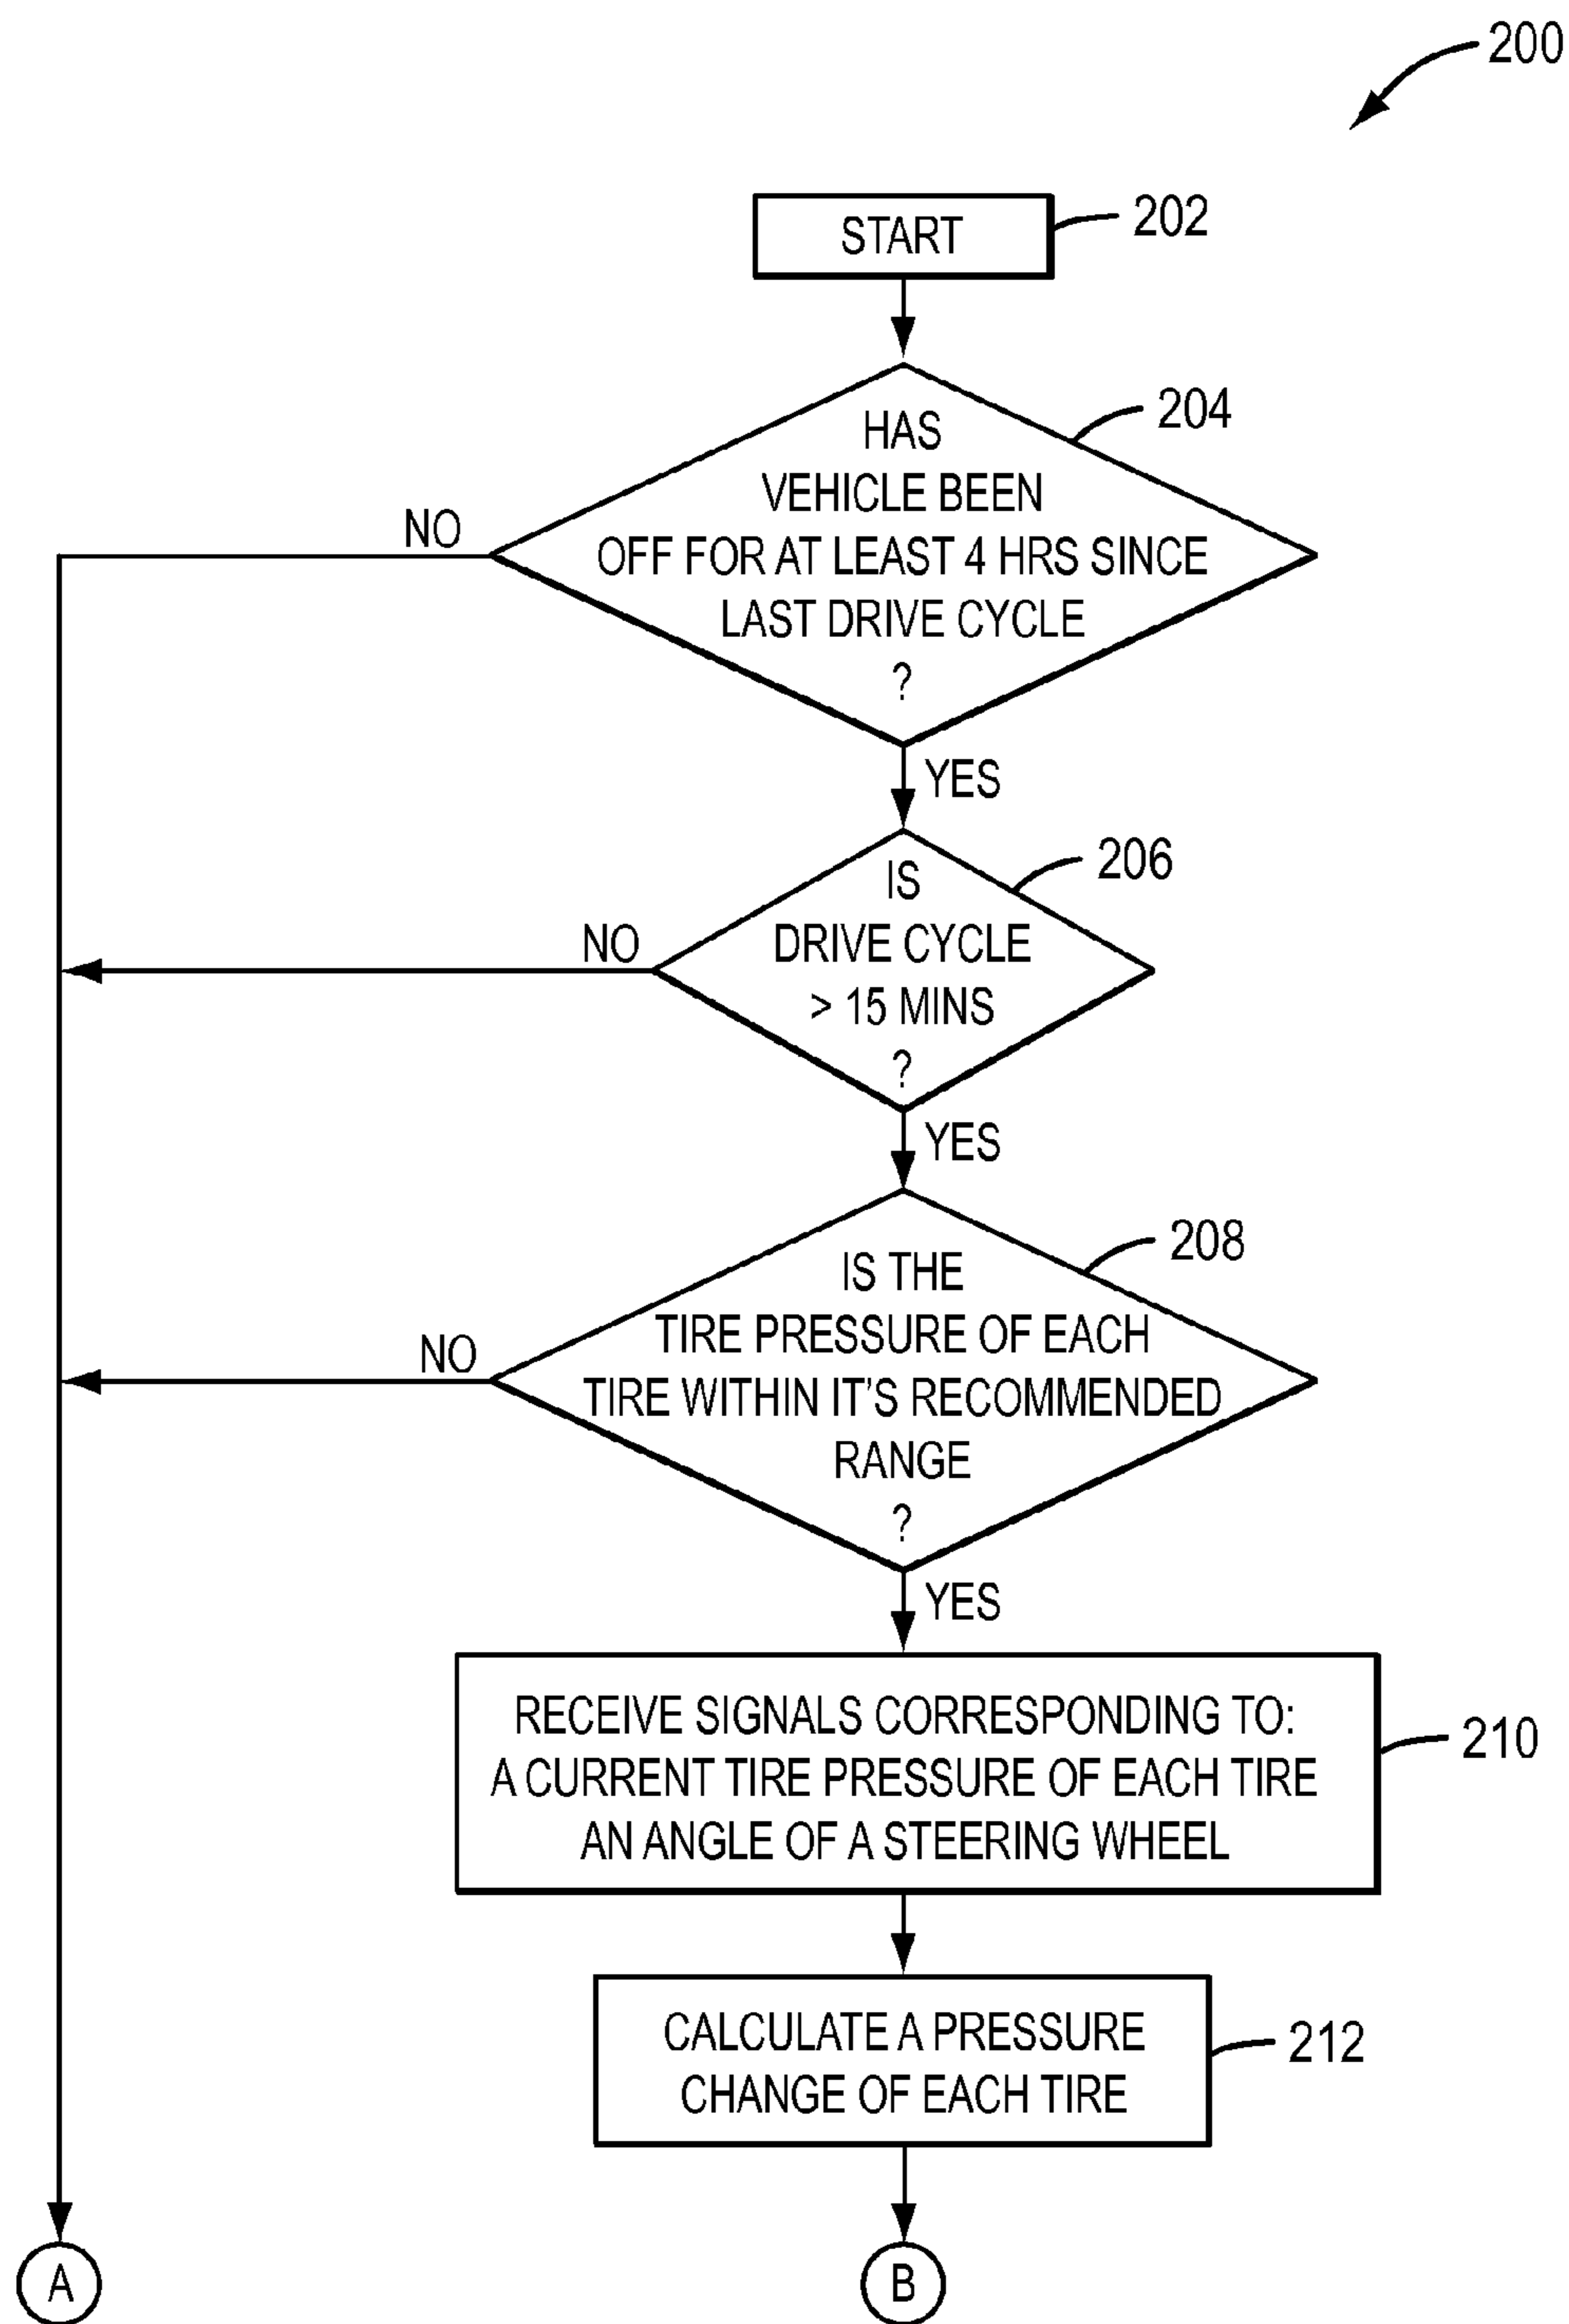 200
START
202
HAS
204
VEHICLE BEEN
OFF FOR AT LEAST 4 HRS SINCE
LAST DRIVE CYCLE
?
NO
YES
IS
206
DRIVE CYCLE
> 15 MINS
?
NO
YES
IS THE
208
TIRE PRESSURE OF EACH
TIRE WITHIN IT'S RECOMMENDED
RANGE
?
NO
YES
RECEIVE SIGNALS CORRESPONDING TO:
A CURRENT TIRE PRESSURE OF EACH TIRE
AN ANGLE OF A STEERING WHEEL
210
CALCULATE A PRESSURE
CHANGE OF EACH TIRE
212
A
B